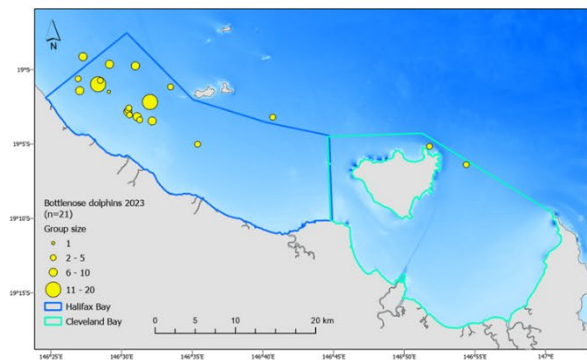 N
19°5'
19°5'S
19°10'S
19°15'S
Bottlenose dolphins 2023
(n=21)
Group size
1
2 - 5
6 - 10
11 - 20
Halifax Bay
Cleveland Bay
0 5 10 20 km
146°25'E 146°30'E 146°35'E 146°40'E 146°45'E 146°50'E 146°55'E 147°E